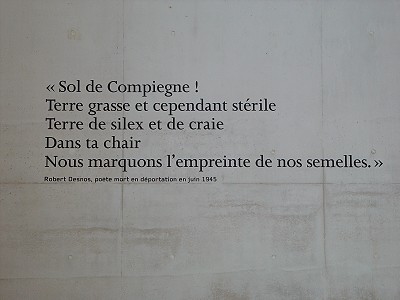 « Sol de Compiegne !
Terre grasse et cependant stérile
Terre de silex et de craie
Dans ta chair
Nous marquons l’empreinte de nos semelles. »
Robert Desnos, poète mort en déportation en juin 1945